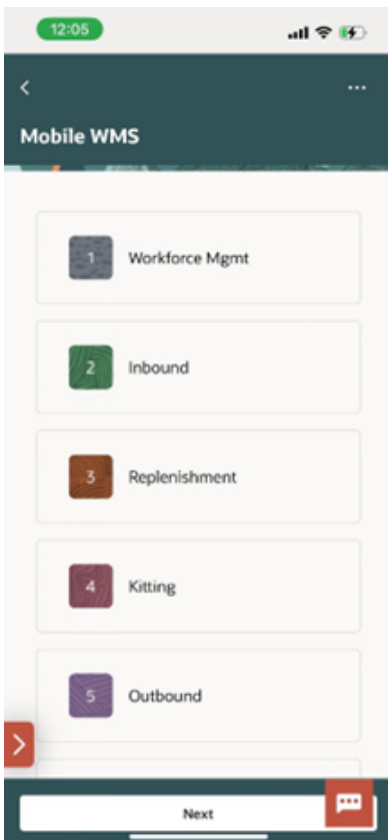 12:05
Mobile WMS
1 Workforce Mgmt
2 Inbound
3 Replenishment
4 Kitting
5 Outbound
Next